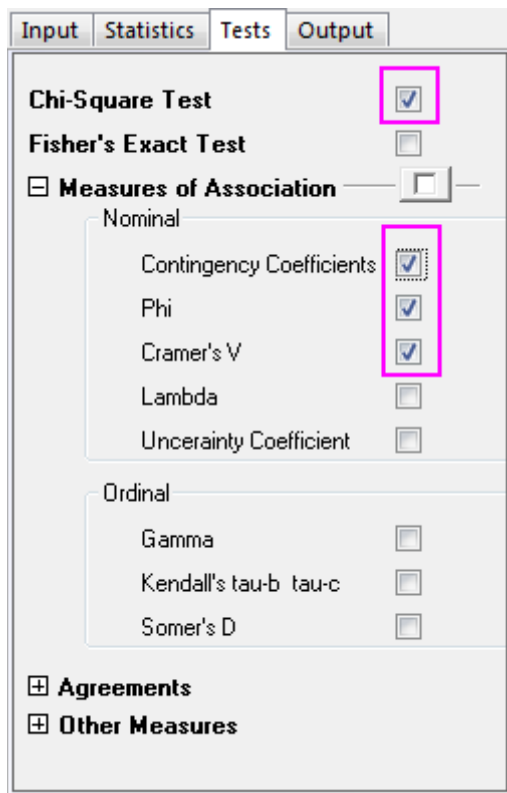 Input Statistics Tests Output
Chi-Square Test
Fisher's Exact Test
Measures of Association
Nominal
Contingency Coefficients
Phi
Cramer's V
Lambda
Uncerainty Coefficient
Ordinal
Gamma
Kendall's tau-b tau-c
Somer's D
Agreements
Other Measures